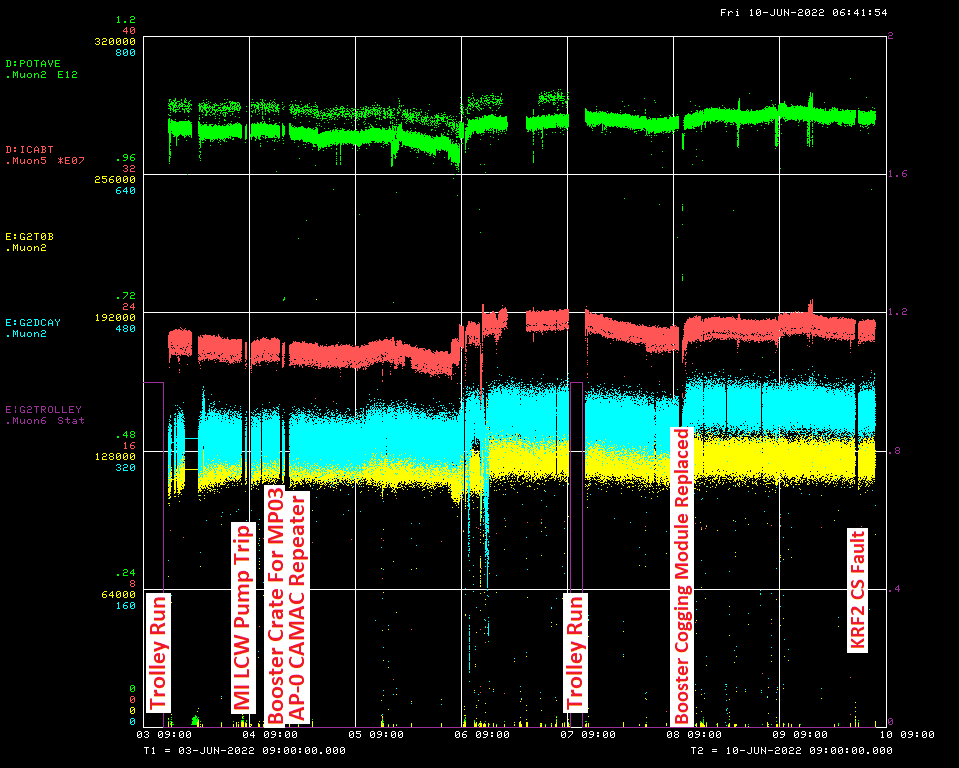 Fri 10-JUN-2022 06:41:54
1.2
40
320000
800
2
D:POTAVE
.Muon2 E12
D:ICABT
.Muon5 *E07
.96
32
256000
640
1.6
E:G2T0B
.Muon2
.72
24
192000
480
1.2
E:G2DCAY
.Muon2
E:G2TROLLEY
.Muon6 Stat
.48
16
128000
320
.8
.24
8
64000
160
.4
0
0
0
0
0
Trolley Run
MI LCW Pump Trip
Booster Crate For MP03
AP-0 CAMAC Repeater
Trolley Run
Booster Cogging Module Replaced
KRF2 CS Fault
03 09:00 04 09:00 05 09:00 06 09:00 07 09:00 08 09:00 09 09:00 10 09:00
T1 = 03-JUN-2022 09:00:00.000 T2 = 10-JUN-2022 09:00:00.000